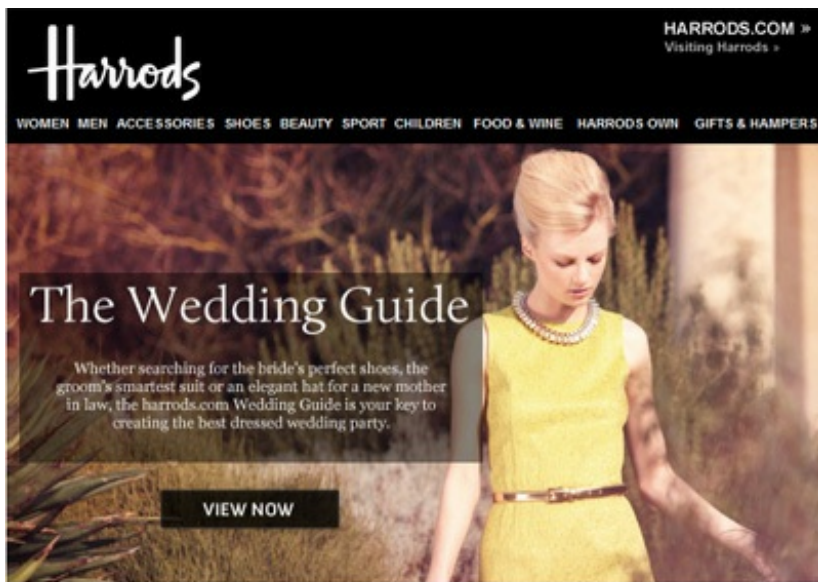 Harrods
HARRODS.COM »
Visiting Harrods »
WOMEN MEN ACCESSORIES SHOES BEAUTY SPORT CHILDREN FOOD & WINE HARRODS OWN GIFTS & HAMPERS
The Wedding Guide
Whether searching for the bride's perfect shoes, the
groom's smartest suit or an elegant hat for a new mother
in law, the harrods.com Wedding Guide is your key to
creating the best dressed wedding party.
VIEW NOW